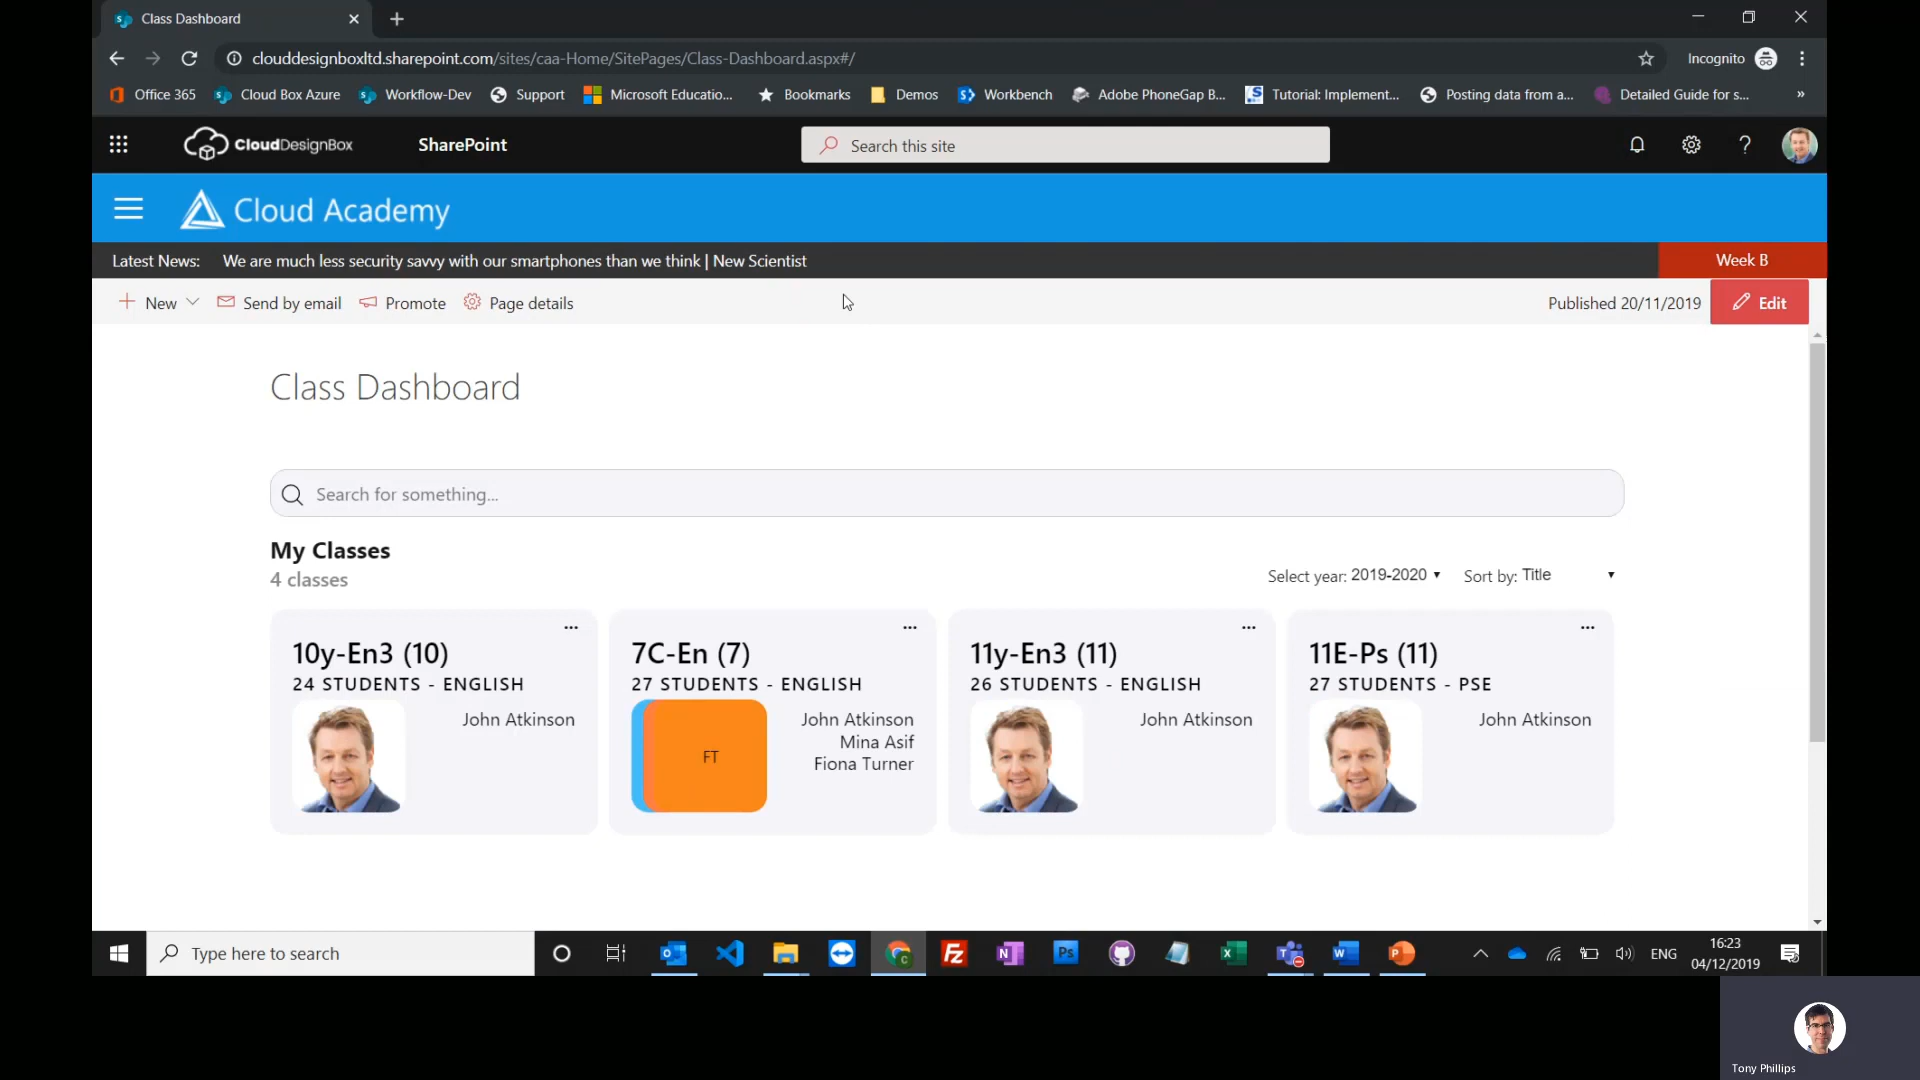 Class Dashboard
clouddesignboxltd.sharepoint.com/sites/caa-Home/SitePages/Class-Dashboard.aspx#/
Incognito
Office 365
Cloud Box Azure
Workflow-Dev
Support
Microsoft Educatio...
Bookmarks
Demos
Workbench
Adobe PhoneGap B...
Tutorial: Implement...
Posting data from a...
Detailed Guide for s...
»
CloudDesignBox
SharePoint
Search this site
?
Cloud Academy
Latest News: We are much less security savvy with our smartphones than we think | New Scientist
Week B
New
Send by email
Promote
Page details
Published 20/11/2019
Edit
Class Dashboard
Search for something...
My Classes
4 classes
Select year: 2019-2020
Sort by: Title
10y-En3 (10)
24 STUDENTS - ENGLISH
John Atkinson
7C-En (7)
27 STUDENTS - ENGLISH
FT
John Atkinson
Mina Asif
Fiona Turner
11y-En3 (11)
26 STUDENTS - ENGLISH
John Atkinson
11E-Ps (11)
27 STUDENTS - PSE
John Atkinson
Type here to search
ENG
16:23
04/12/2019
Tony Phillips